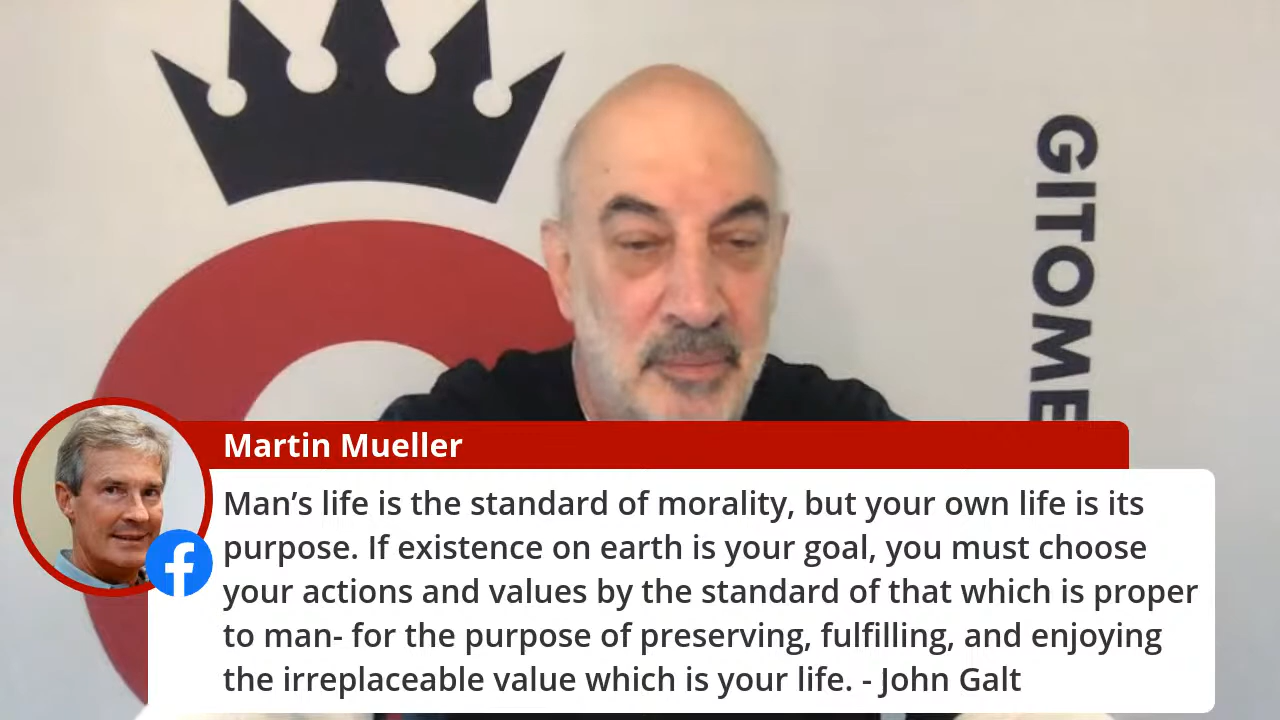 GITOME
Martin Mueller
Man’s life is the standard of morality, but your own life is its
purpose. If existence on earth is your goal, you must choose
your actions and values by the standard of that which is proper
to man- for the purpose of preserving, fulfilling, and enjoying
the irreplaceable value which is your life. - John Galt